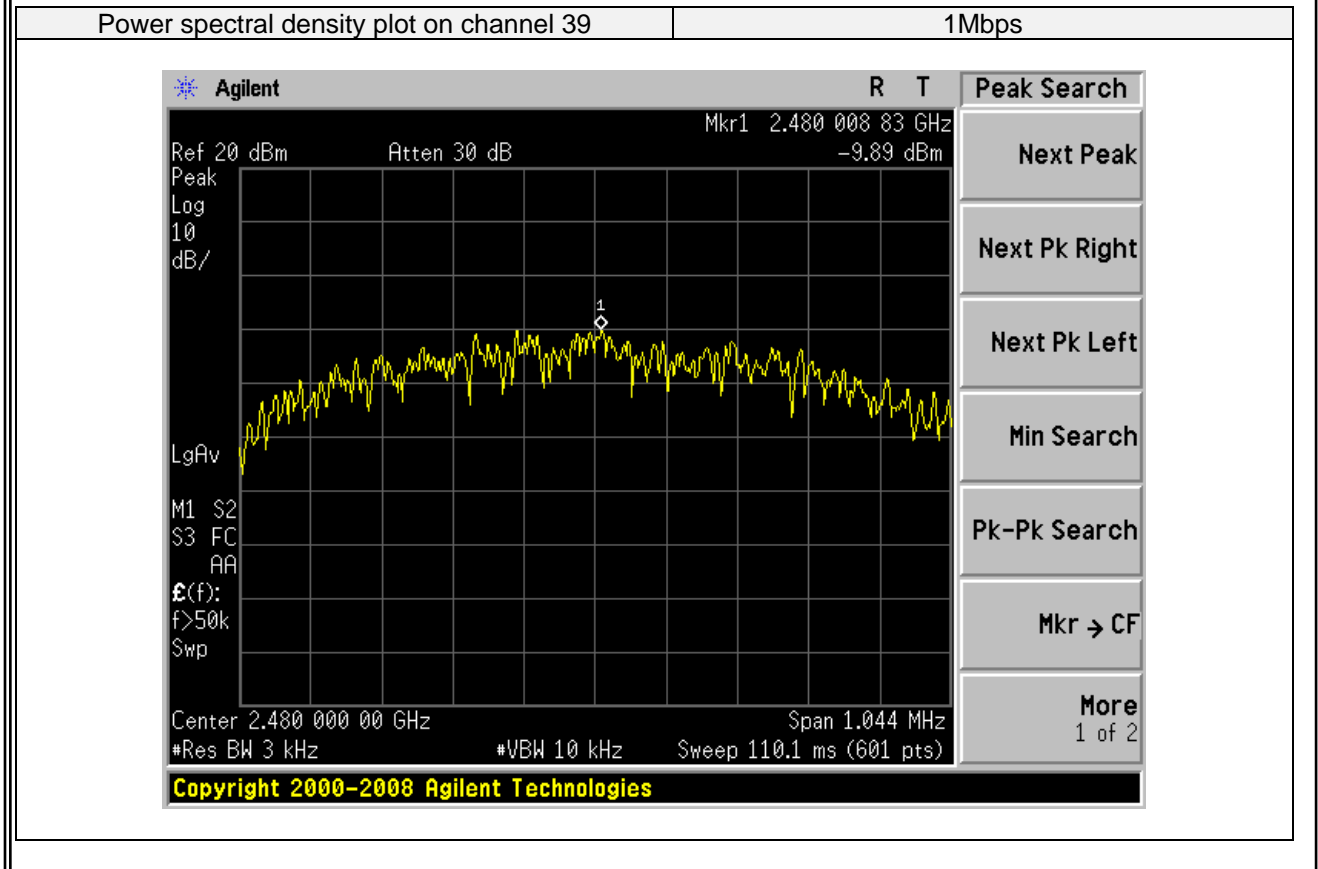 Power spectral density plot on channel 39 1Mbps
Agilent R T Peak Search
Mkr1 2.480 008 83 GHz
Ref 20 dBm Atten 30 dB -9.89 dBm
Peak
Log
10
dB/
1
LgAv
M1 S2
S3 FC
AA
£(f):
f>50k
Swp
Center 2.480 000 00 GHz Span 1.044 MHz
#Res BW 3 kHz #VBW 10 kHz Sweep 110.1 ms (601 pts)
Next Peak
Next Pk Right
Next Pk Left
Min Search
Pk-Pk Search
Mkr → CF
More
1 of 2
Copyright 2000-2008 Agilent Technologies